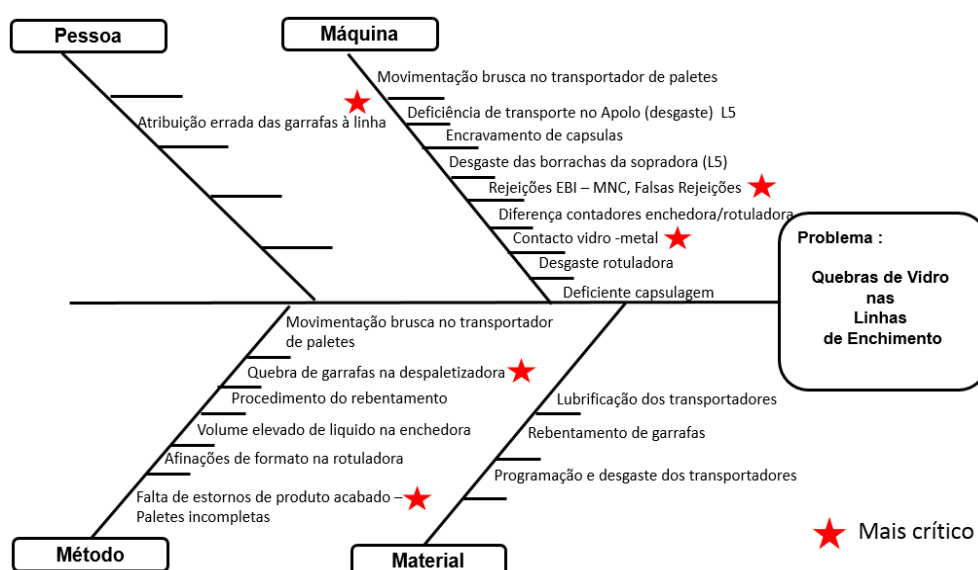 Pessoa
Máquina
Movimentação brusca no transportador de paletes
Atribuição errada das garrafas à linha
Deficiência de transporte no Apolo (desgaste) L5
Encravamento de capsulas
Desgaste das borrachas da sopradora (L5)
Rejeições EBI – MNC, Falsas Rejeições
Diferença contadores enchedora/rotuladora
Contacto vidro -metal
Desgaste rotuladora
Deficiente capsulagem
Problema :
Quebras de Vidro
nas
Linhas
de Enchimento
Movimentação brusca no transportador
de paletes
Quebra de garrafas na despaletizadora
Procedimento do rebentamento
Volume elevado de liquido na enchedora
Afinações de formato na rotuladora
Falta de estornos de produto acabado –
Paletes incompletas
Lubrificação dos transportadores
Rebentamento de garrafas
Programação e desgaste dos transportadores
Método
Material
Mais crítico